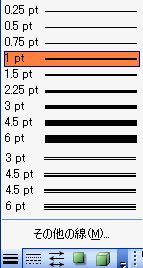 0.25 pt
0.5 pt
0.75 pt
1 pt
1.5 pt
2.25 pt
3 pt
4.5 pt
6 pt
3 pt
4.5 pt
4.5 pt
6 pt
その他の線(M)...